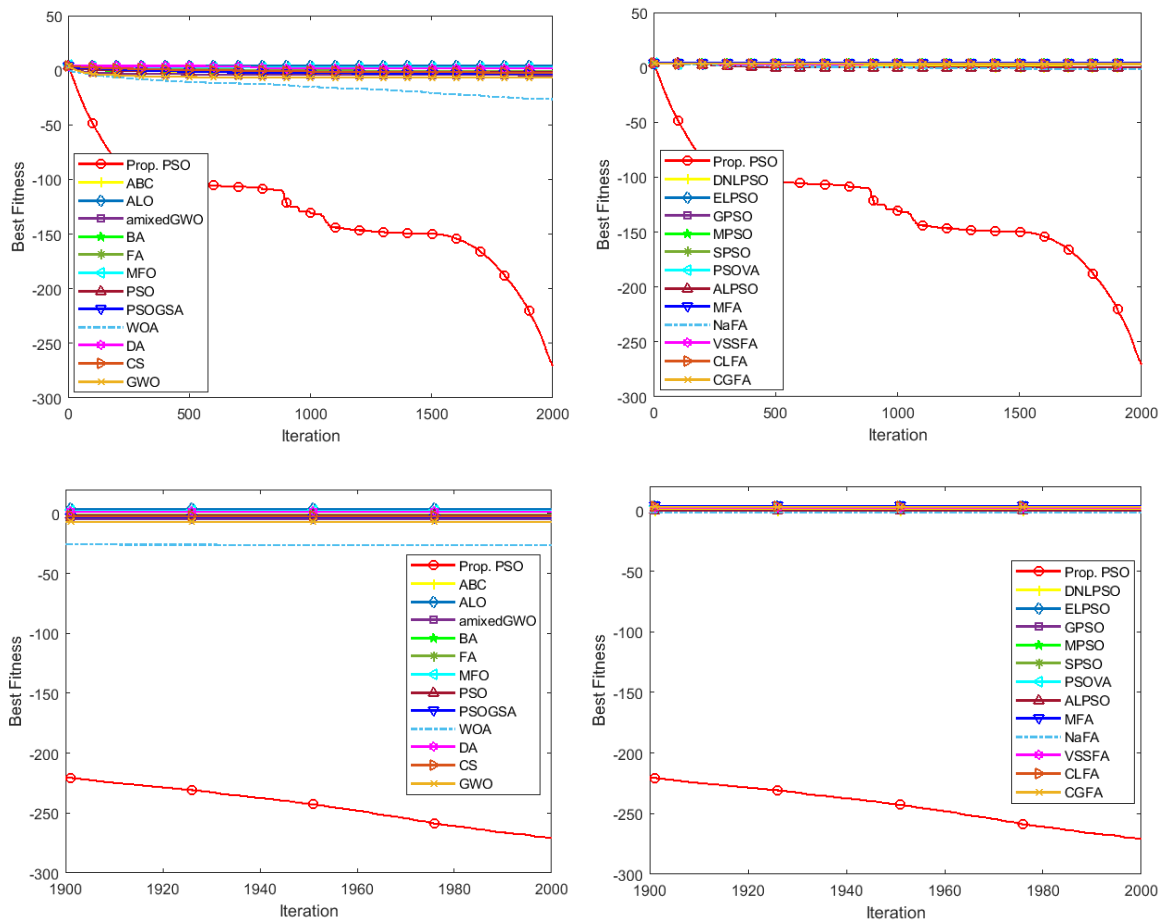 50
0
-50
-100
-150
-200
-250
-300
Best Fitness
Prop. PSO
ABC
ALO
amixedGWO
BA
FA
MFO
PSO
PSOGSA
WOA
DA
CS
GWO
0
500
1000
1500
2000
Iteration
50
0
-50
-100
-150
-200
-250
-300
Best Fitness
Prop. PSO
DNLPSO
ELPSO
GPSO
MPSO
SPSO
PSOVA
ALPSO
MFA
NaFA
VSSFA
CLFA
CGFA
0
500
1000
1500
2000
Iteration
0
-50
-100
-150
-200
-250
-300
Best Fitness
Prop. PSO
ABC
ALO
amixedGWO
BA
FA
MFO
PSO
PSOGSA
WOA
DA
CS
GWO
1900
1920
1940
1960
1980
2000
Iteration
0
-50
-100
-150
-200
-250
-300
Best Fitness
Prop. PSO
DNLPSO
ELPSO
GPSO
MPSO
SPSO
PSOVA
ALPSO
MFA
NaFA
VSSFA
CLFA
CGFA
1900
1920
1940
1960
1980
2000
Iteration